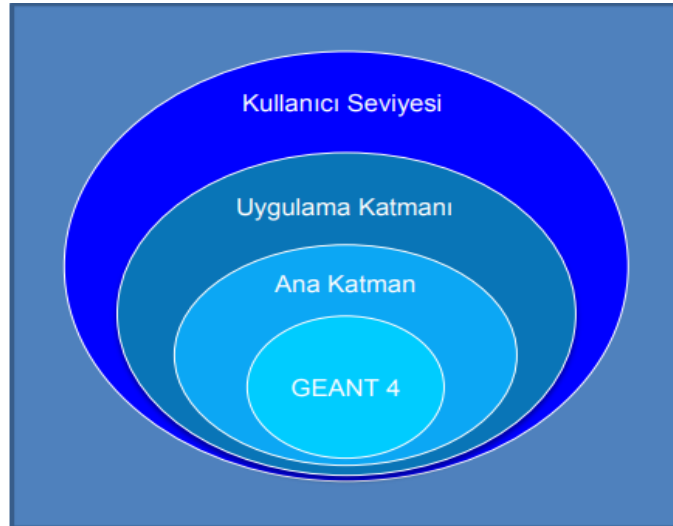 Kullanıcı Seviyesi
Uygulama Katmanı
Ana Katman
GEANT 4